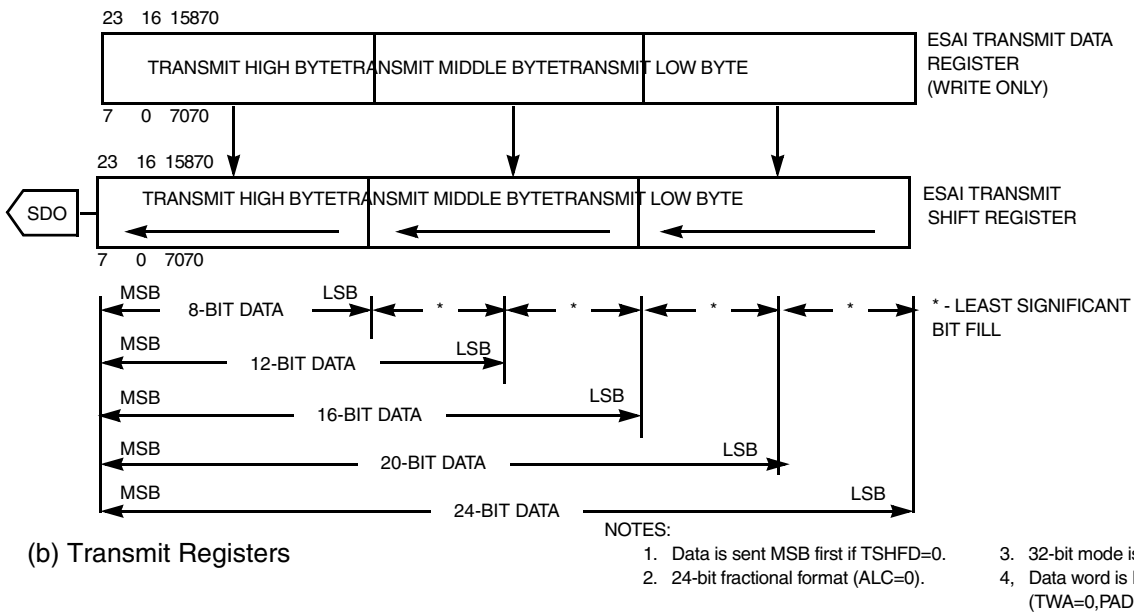 23 16 15870
TRANSMIT HIGH BYTETRANSMIT MIDDLE BYTETRANSMIT LOW BYTE
ESAI TRANSMIT DATA
REGISTER
(WRITE ONLY)
7 0 7070
23 16 15870
SDO
TRANSMIT HIGH BYTETRANSMIT MIDDLE BYTETRANSMIT LOW BYTE
ESAI TRANSMIT
SHIFT REGISTER
7 0 7070
MSB 8-BIT DATA LSB * * * *
* - LEAST SIGNIFICANT
BIT FILL
MSB 12-BIT DATA LSB
MSB 16-BIT DATA LSB
MSB 20-BIT DATA LSB
MSB 24-BIT DATA LSB
(b) Transmit Registers
NOTES:
1. Data is sent MSB first if TSHFD=0.
2. 24-bit fractional format (ALC=0).
3. 32-bit mode is
4, Data word is
(TWA=0,PAD